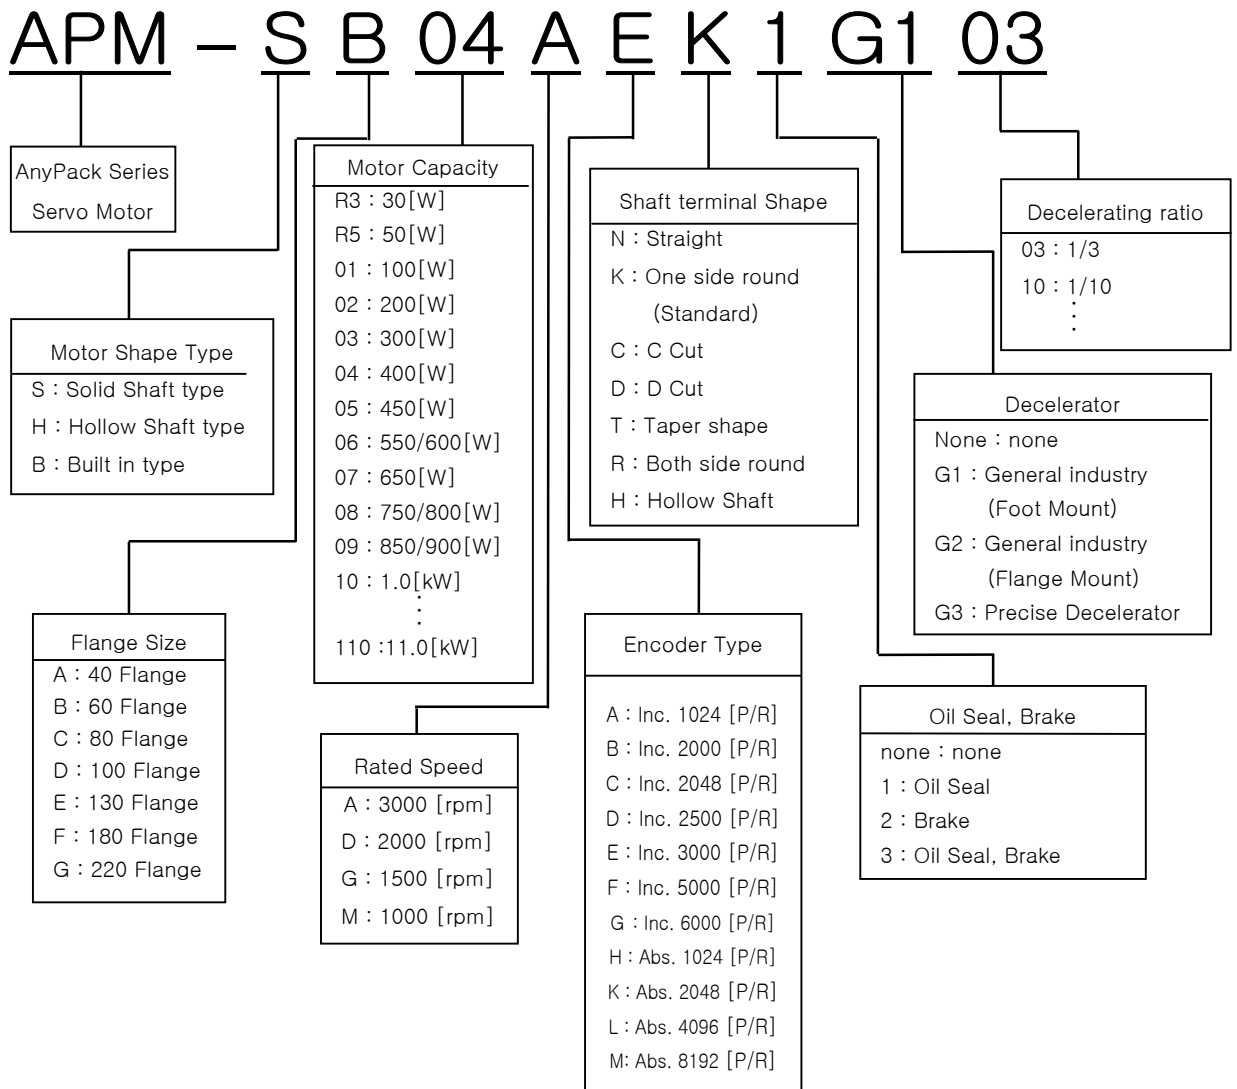 APM - S B 04 A E K 1 G1 03
AnyPack Series
Servo Motor
Motor Shape Type
S : Solid Shaft type
H : Hollow Shaft type
B : Built in type
Flange Size
A : 40 Flange
B : 60 Flange
C : 80 Flange
D : 100 Flange
E : 130 Flange
F : 180 Flange
G : 220 Flange
Motor Capacity
R3 : 30[W]
R5 : 50[W]
01 : 100[W]
02 : 200[W]
03 : 300[W]
04 : 400[W]
05 : 450[W]
06 : 550/600[W]
07 : 650[W]
08 : 750/800[W]
09 : 850/900[W]
10 : 1.0[kW]
110 :11.0[kW]
Rated Speed
A : 3000 [rpm]
D : 2000 [rpm]
G : 1500 [rpm]
M : 1000 [rpm]
Encoder Type
A : Inc. 1024 [P/R]
B : Inc. 2000 [P/R]
C : Inc. 2048 [P/R]
D : Inc. 2500 [P/R]
E : Inc. 3000 [P/R]
F : Inc. 5000 [P/R]
G : Inc. 6000 [P/R]
H : Abs. 1024 [P/R]
K : Abs. 2048 [P/R]
L : Abs. 4096 [P/R]
M: Abs. 8192 [P/R]
Shaft terminal Shape
N : Straight
K : One side round
(Standard)
C : C Cut
D : D Cut
T : Taper shape
R : Both side round
H : Hollow Shaft
Oil Seal, Brake
none : none
1 : Oil Seal
2 : Brake
3 : Oil Seal, Brake
Decelerator
None : none
G1 : General industry
(Foot Mount)
G2 : General industry
(Flange Mount)
G3 : Precise Decelerator
Decelerating ratio
03 : 1/3
10 : 1/10